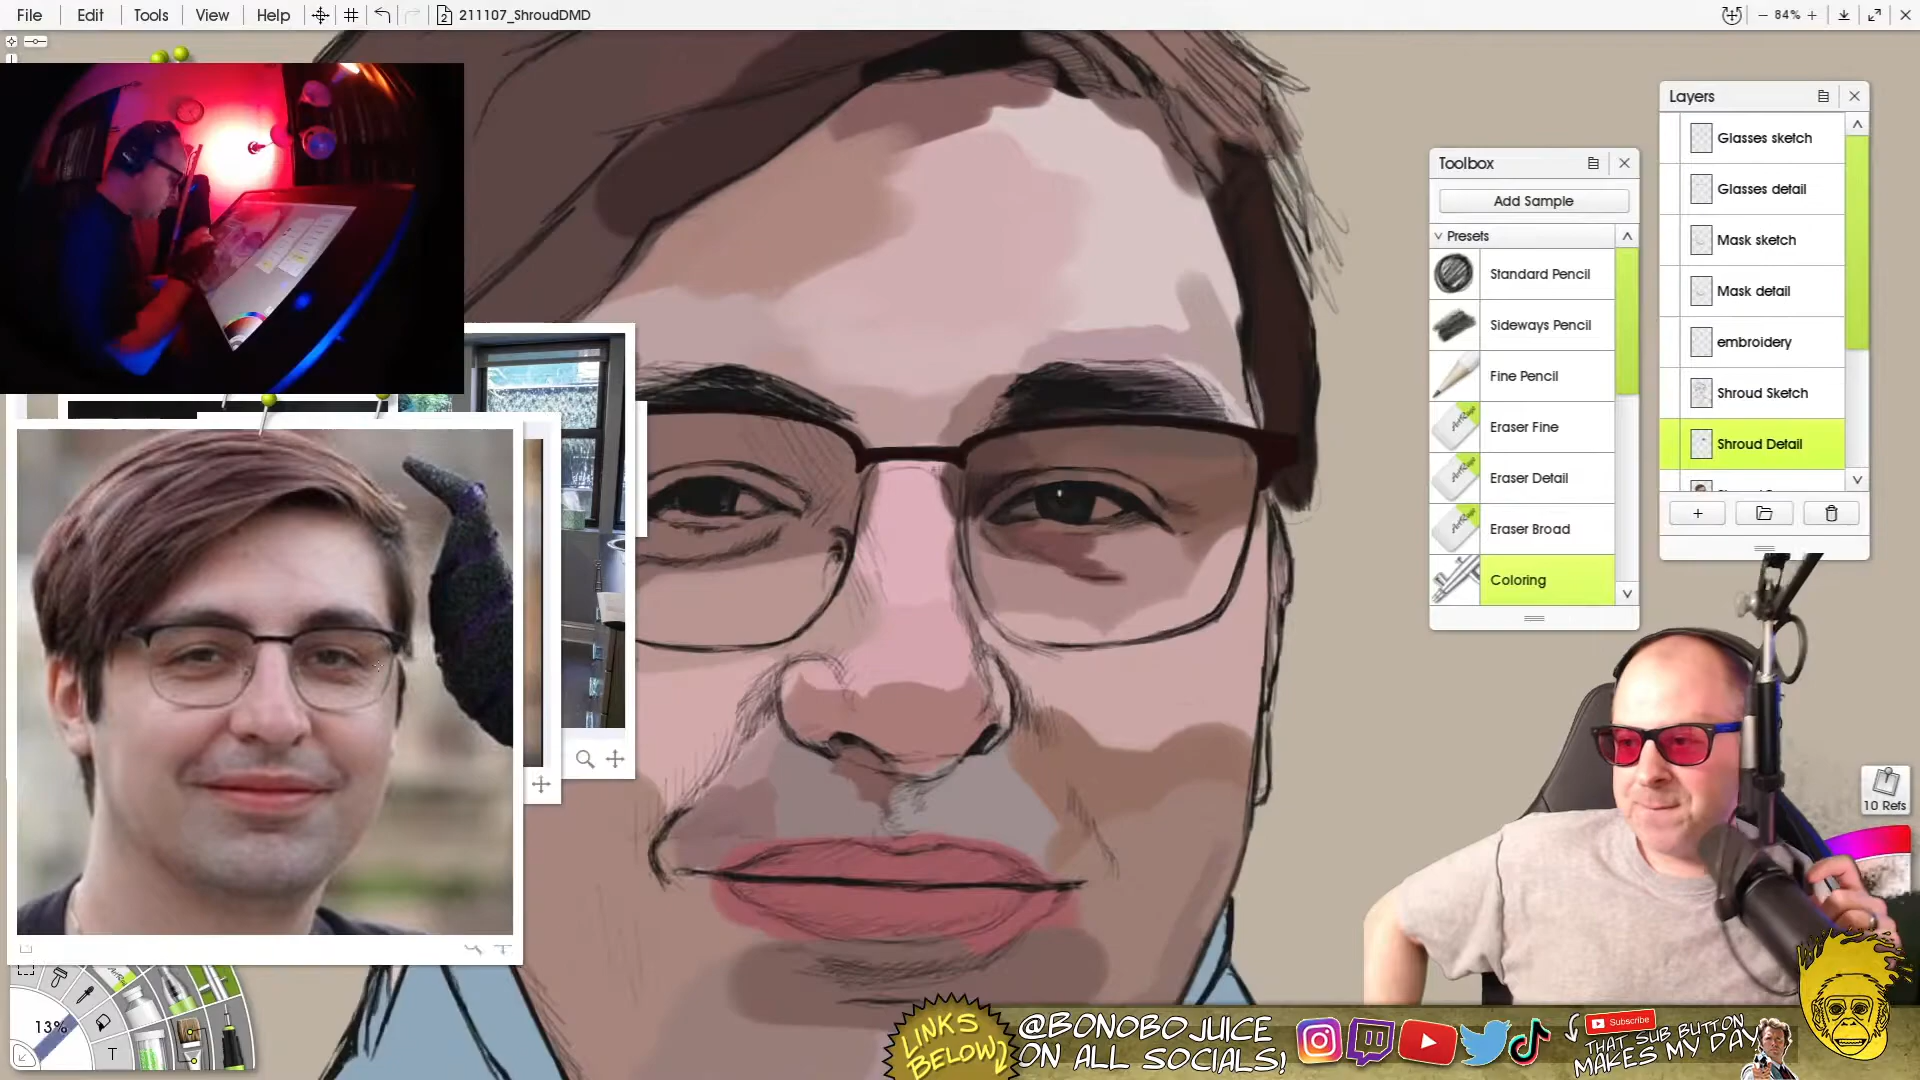 File Edit Tools View Help 2 211107_ShroudDMD 84%
Layers
Glasses sketch
Glasses detail
Mask sketch
Mask detail
embroidery
Shroud Sketch
Shroud Detail
Toolbox
Add Sample
Presets
Standard Pencil
Sideways Pencil
Fine Pencil
Eraser Fine
Eraser Detail
Eraser Broad
Coloring
10 Refs
13%
T
LINKS
BELOW
@BONOBOJUICE
ON ALL SOCIALS!
Subscribe
THAT SUB BUTTON
MAKES MY DAY